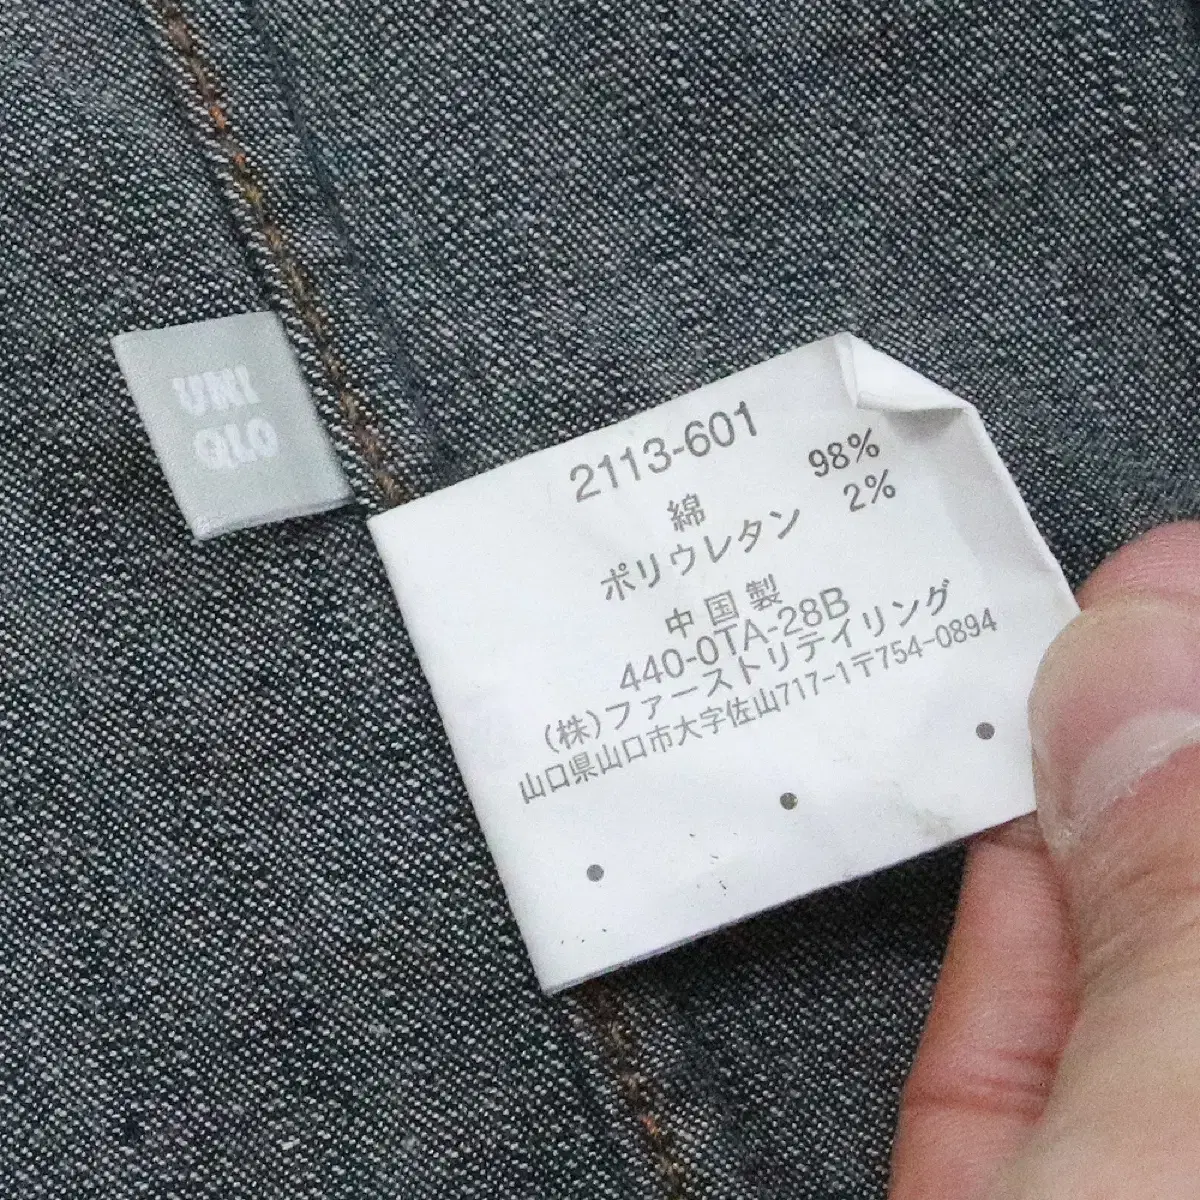 UNI
QLO
2113-601
綿 98%
ポリウレタン 2%
中国製
440-0TA-28B
(株)ファーストリテイリング
山口県山口市大字佐山717-1〒754-0894